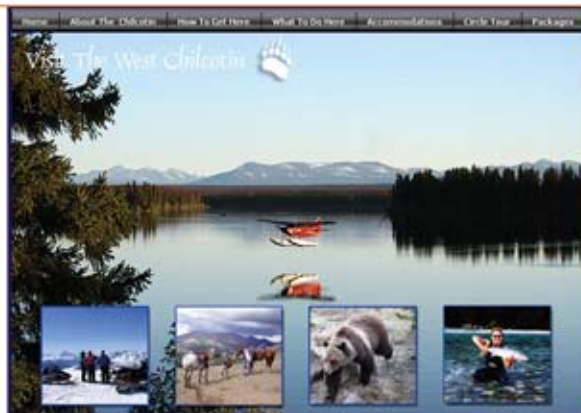 Home About The Chilcotin How To Get Here What To Do Here Accommodations Circle Tour Packages
Visit The West Chilcotin